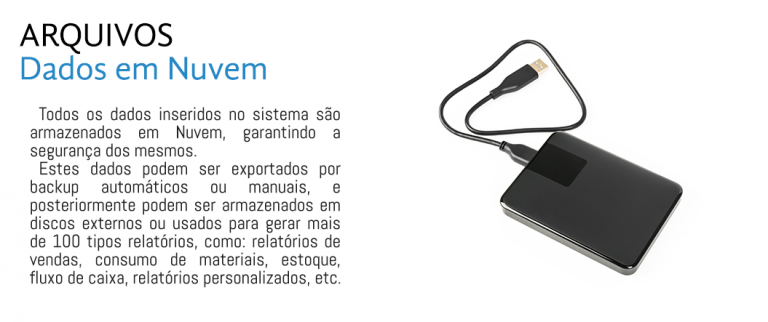 ARQUIVOS
Dados em Nuvem
Todos os dados inseridos no sistema são
armazenados em Nuvem, garantindo a
segurança dos mesmos.
Estes dados podem ser exportados por
backup automáticos ou manuais, e
posteriormente podem ser armazenados em
discos externos ou usados para gerar mais
de 100 tipos relatórios, como: relatórios de
vendas, consumo de materiais, estoque,
fluxo de caixa, relatórios personalizados, etc.